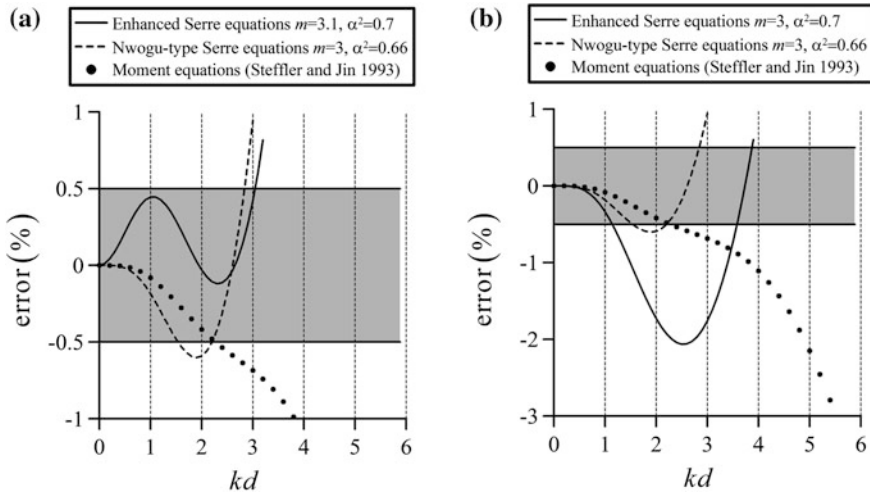 (a)
Enhanced Serre equations m=3.1, α²=0.7
Nwogu-type Serre equations m=3, α²=0.66
Moment equations (Steffler and Jin 1993)
1
0.5
0
-0.5
-1
error(%)
0 1 2 3 4 5 6
kd
(b)
Enhanced Serre equations m=3, α²=0.7
Nwogu-type Serre equations m=3, α²=0.66
Moment equations (Steffler and Jin 1993)
1
0
-1
-2
-3
error(%)
0 1 2 3 4 5 6
kd